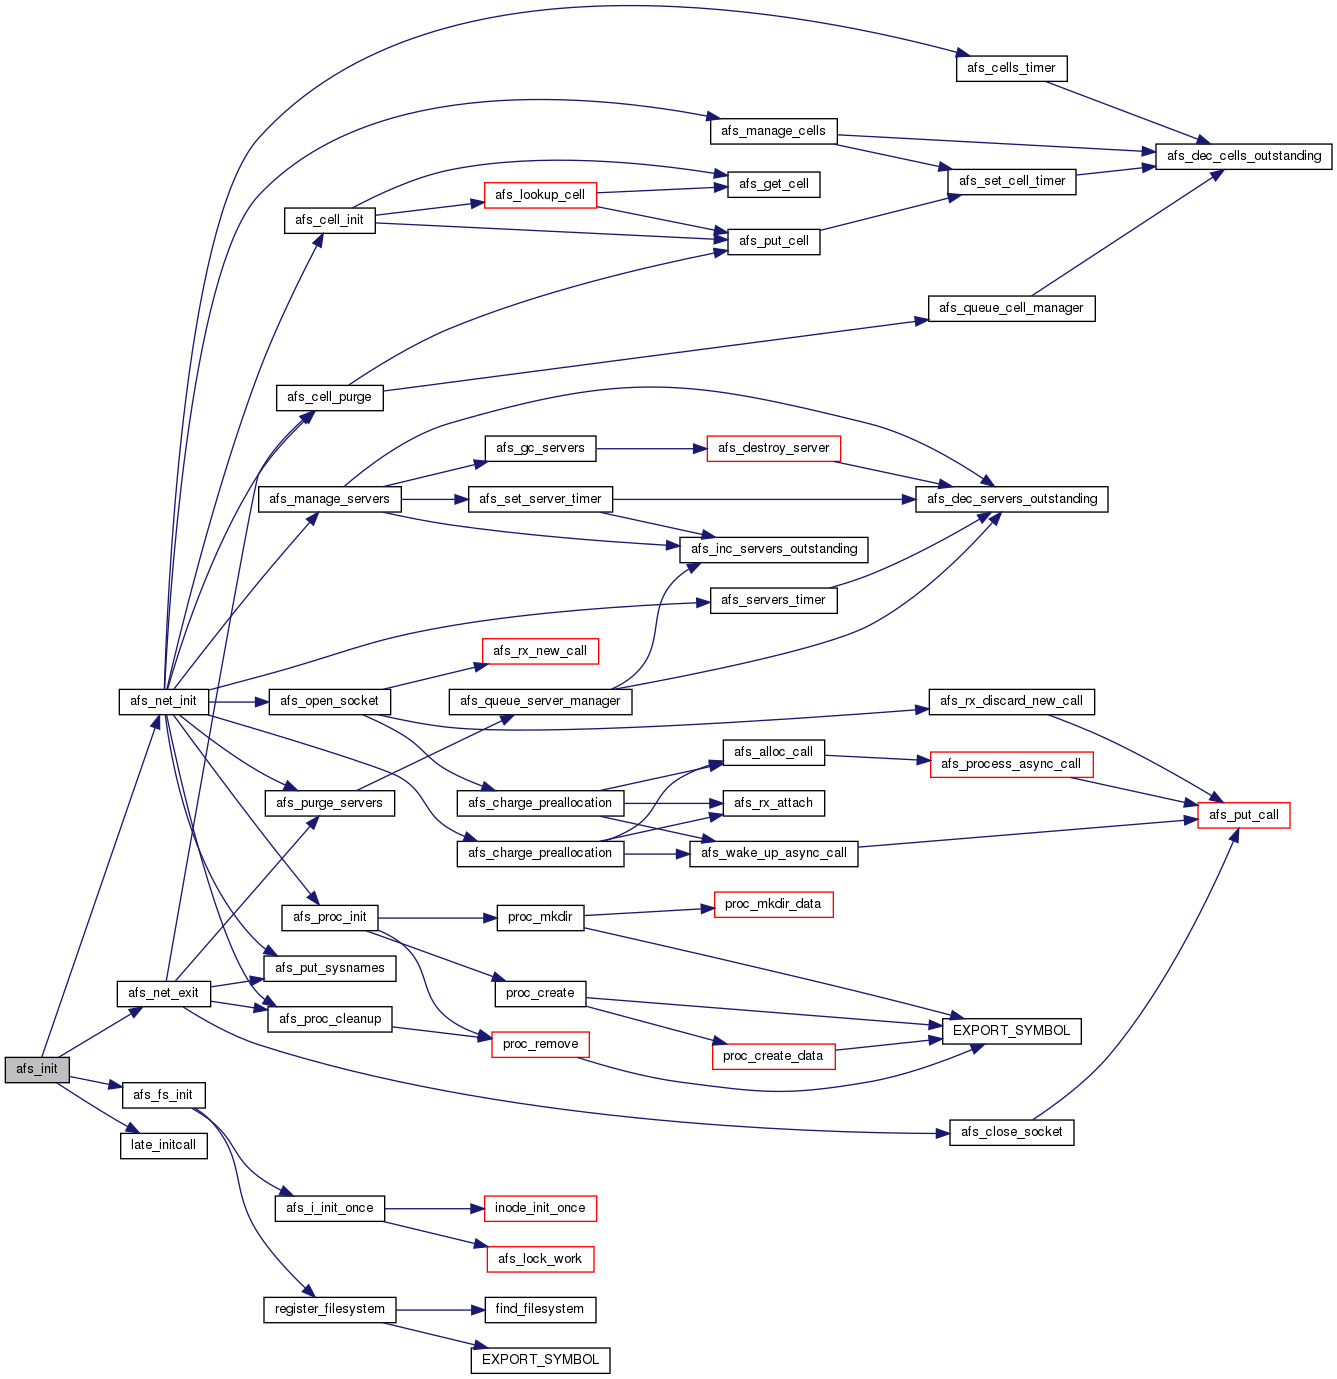 afs_cells_timer
afs_manage_cells
afs_dec_cells_outstanding
afs_get_cell
afs_set_cell_timer
afs_lookup_cell
afs_cell_init
afs_put_cell
afs_queue_cell_manager
afs_cell_purge
afs_gc_servers
afs_destroy_server
afs_manage_servers
afs_set_server_timer
afs_dec_servers_outstanding
afs_inc_servers_outstanding
afs_servers_timer
afs_rx_new_call
afs_net_init
afs_open_socket
afs_queue_server_manager
afs_rx_discard_new_call
afs_alloc_call
afs_process_async_call
afs_purge_servers
afs_charge_preallocation
afs_rx_attach
afs_put_call
afs_charge_preallocation
afs_wake_up_async_call
proc_mkdir_data
afs_proc_init
proc_mkdir
afs_put_sysnames
afs_net_exit
proc_create
afs_proc_cleanup
EXPORT_SYMBOL
proc_remove
proc_create_data
afs_init
afs_fs_init
afs_close_socket
late_initcall
afs_i_init_once
inode_init_once
afs_lock_work
register_filesystem
find_filesystem
EXPORT_SYMBOL